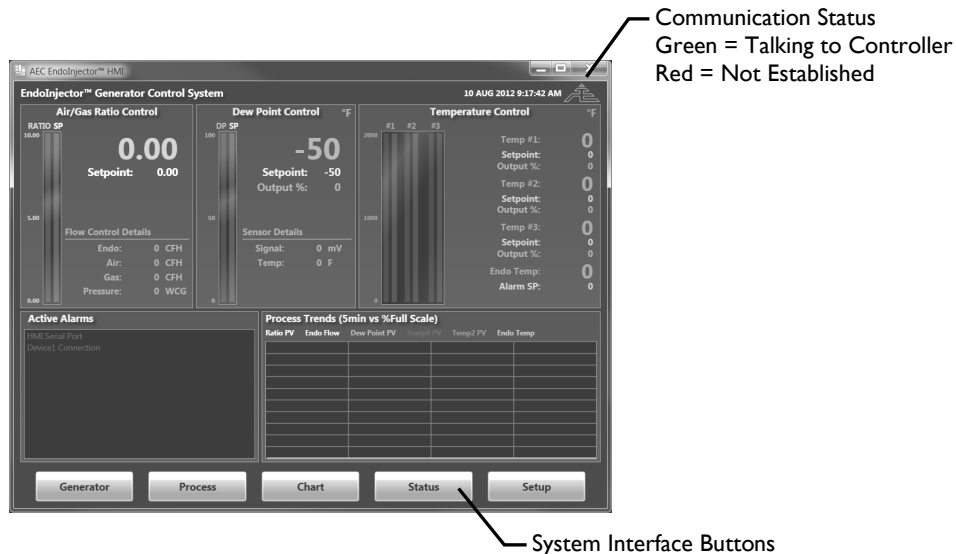 Communication Status
Green = Talking to Controller
Red = Not Established
AEC EndoInjector™ HMI
EndoInjector™ Generator Control System
10 AUG 2012 9:17:42 AM
Air/Gas Ratio Control
RATIO SP
10.00
0.00
Setpoint: 0.00
5.00
Flow Control Details
Endo: 0 CFH
Air: 0 CFH
Gas: 0 CFH
Pressure: 0 WCG
0.00
Dew Point Control °F
DP SP
100
-50
Setpoint: -50
Output %: 0
50
Sensor Details
Signal: 0 mV
Temp: 0 F
0
Temperature Control °F
#1 #2 #3
2000
Temp #1: 0
Setpoint: 0
Output %: 0
Temp #2: 0
Setpoint: 0
Output %: 0
1000
Temp #3: 0
Setpoint: 0
Output %: 0
Endo Temp: 0
Alarm SP: 0
0
Active Alarms
HMI Serial Port
Device1 Connection
Process Trends (5min vs %Full Scale)
Ratio PV Endo Flow Dew Point PV Temp1 PV Temp2 PV Endo Temp
Generator Process Chart Status Setup
System Interface Buttons